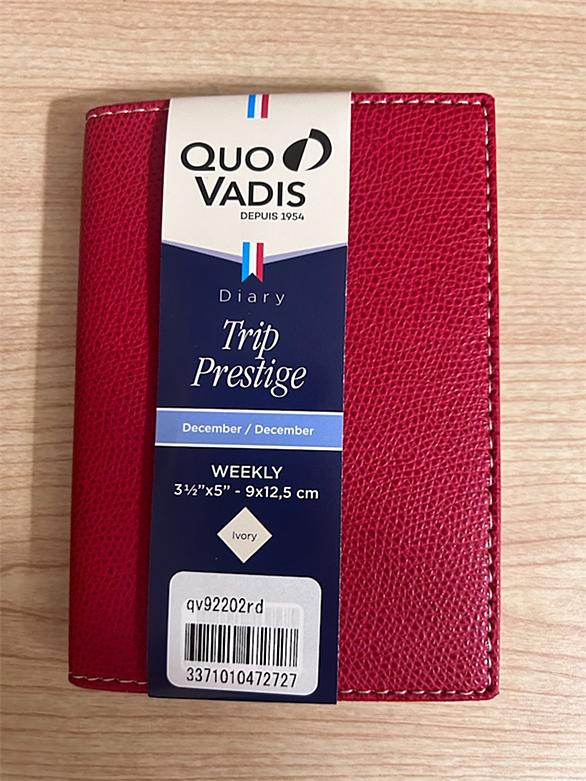 QUO
VADIS
DEPUIS 1954
Diary
Trip
Prestige
December / December
WEEKLY
3½”x5” - 9x12,5 cm
Ivory
qv92202rd
3371010472727